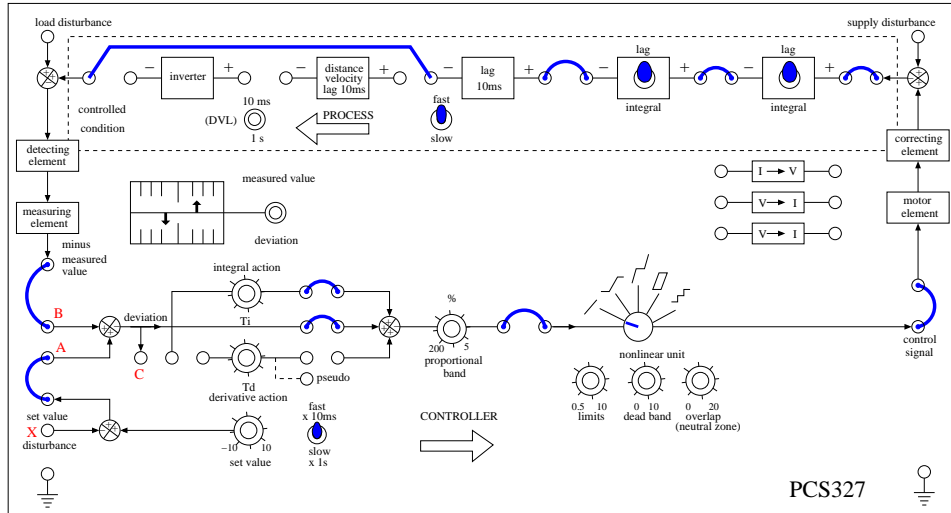 load disturbance
supply disturbance
lag
lag
− inverter +
− distance velocity lag 10ms +
− lag 10ms +
− +
− +
integral
integral
controlled
condition
10 ms
(DVL)
1 s
PROCESS
fast
slow
detecting
element
correcting
element
I → V
V → I
V → I
measuring
element
motor
element
measured value
deviation
minus
measured
value
integral action
Ti
B
deviation
%
200 5
proportional
band
A
C
Td
derivative action
pseudo
nonlinear unit
control
signal
0.5 10
limits
0 10
dead band
0 20
overlap
(neutral zone)
set value
X
disturbance
−10 10
set value
fast
x 10ms
slow
x 1s
CONTROLLER
PCS327